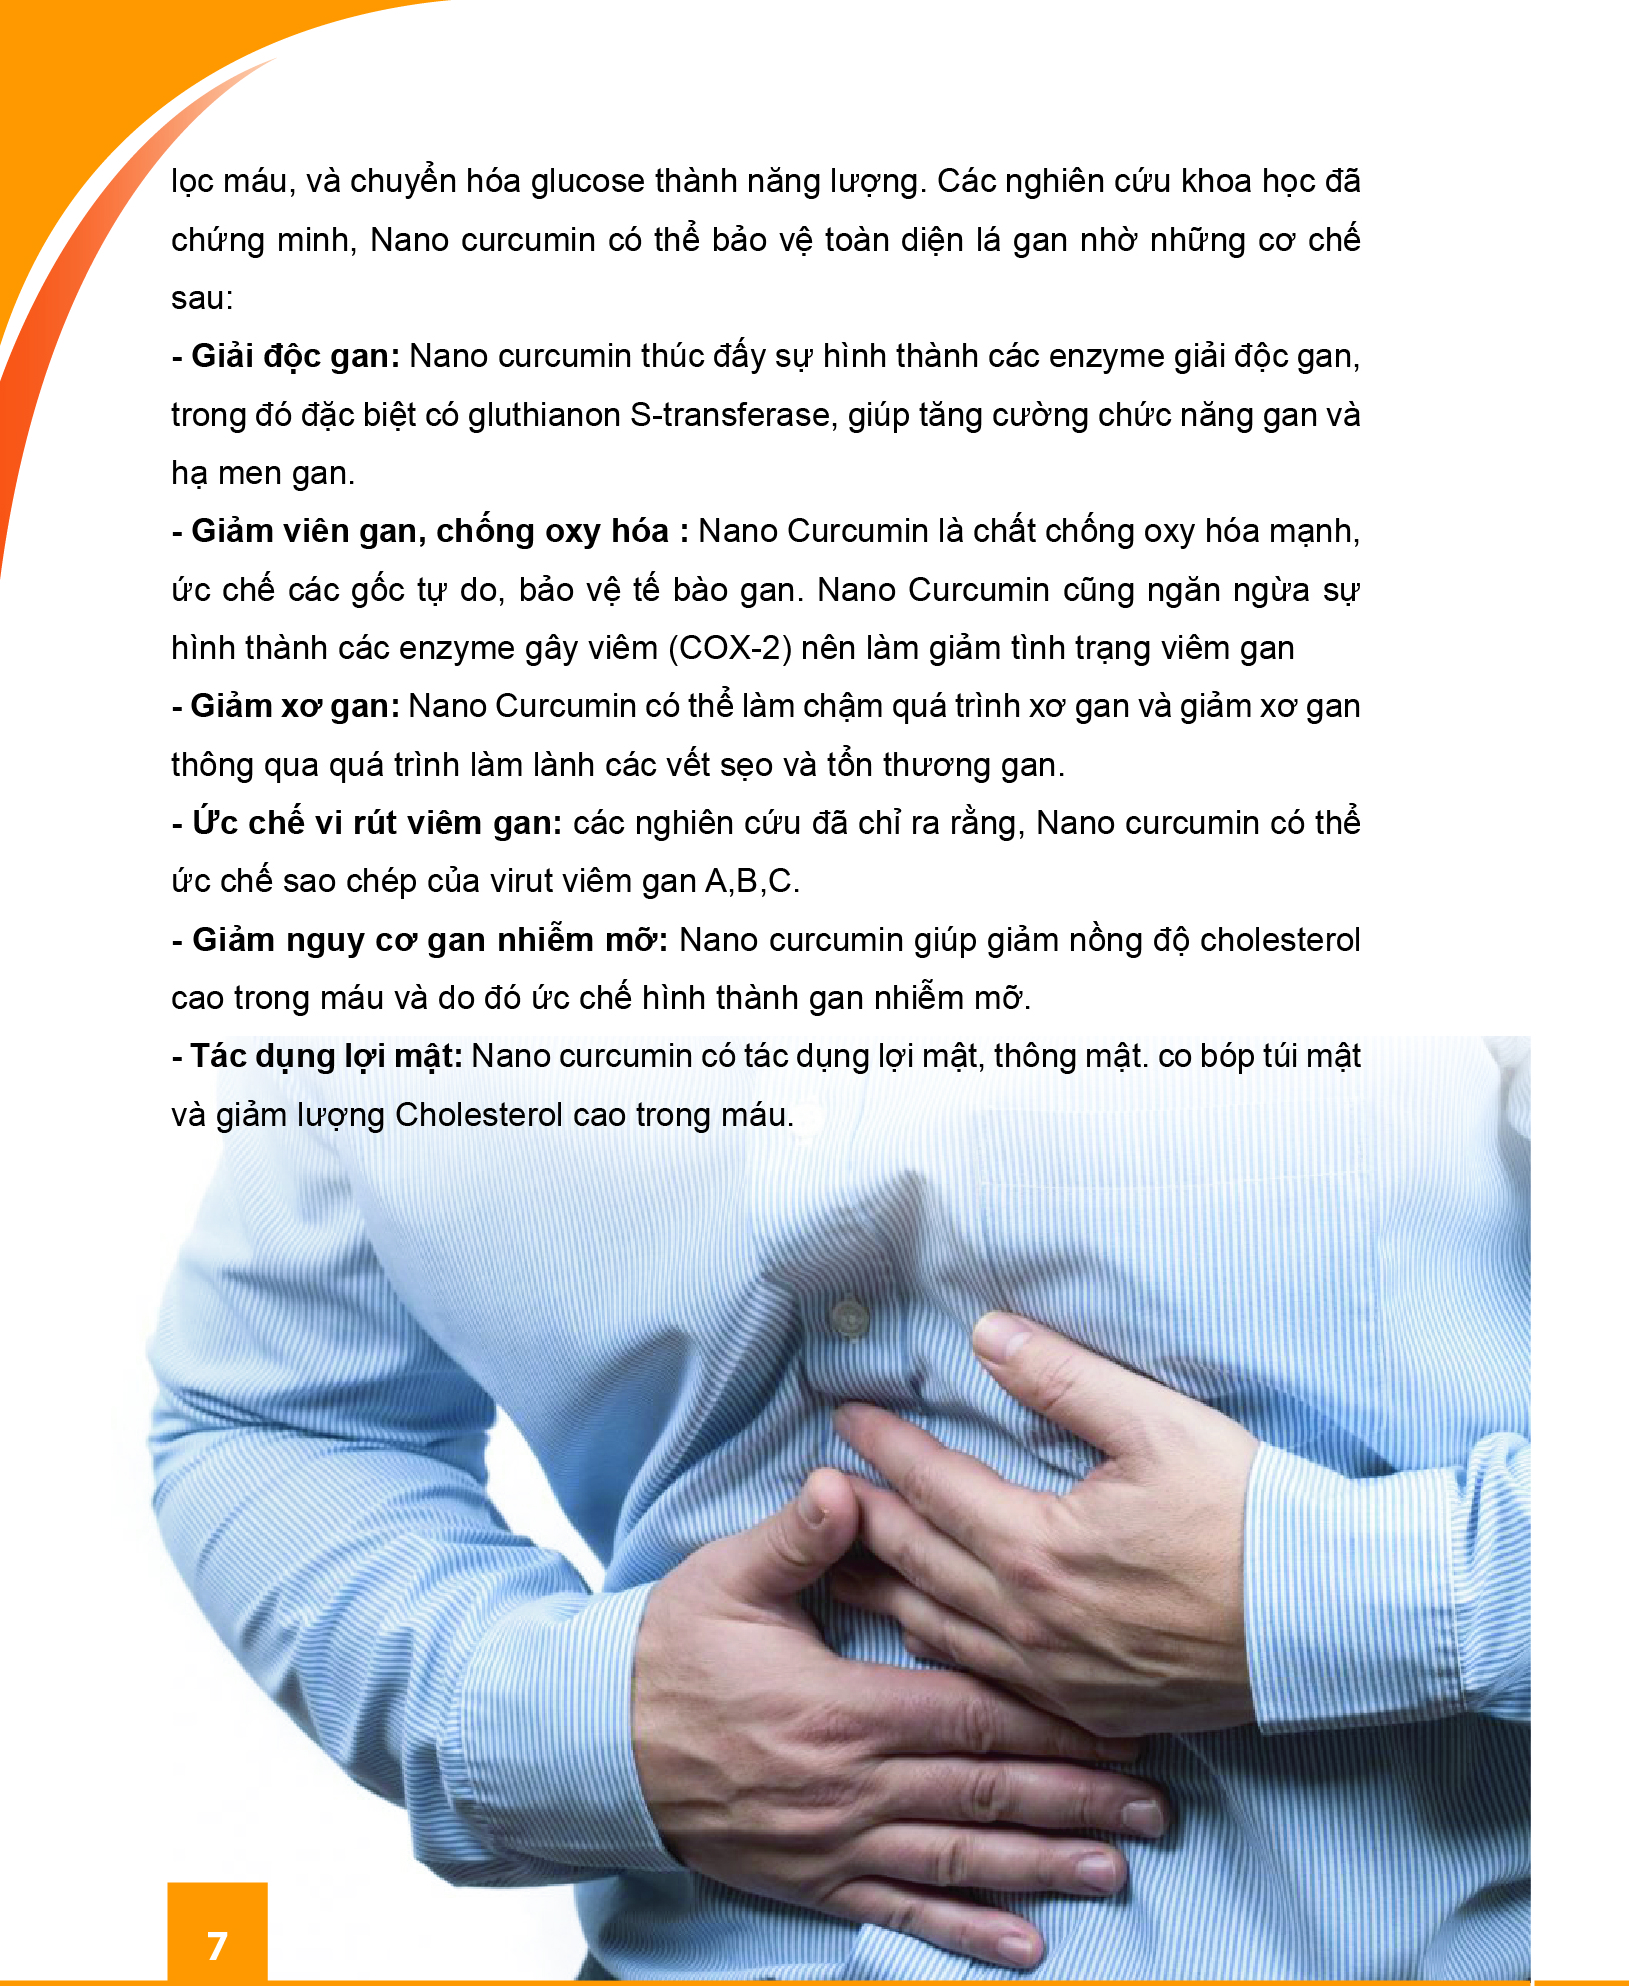 lọc máu, và chuyển hóa glucose thành năng lượng. Các nghiên cứu khoa học đã
chứng minh, Nano curcumin có thể bảo vệ toàn diện lá gan nhờ những cơ chế
sau:
- Giải độc gan: Nano curcumin thúc đẩy sự hình thành các enzyme giải độc gan,
trong đó đặc biệt có gluthianon S-transferase, giúp tăng cường chức năng gan và
hạ men gan.
- Giảm viên gan, chống oxy hóa : Nano Curcumin là chất chống oxy hóa mạnh,
ức chế các gốc tự do, bảo vệ tế bào gan. Nano Curcumin cũng ngăn ngừa sự
hình thành các enzyme gây viêm (COX-2) nên làm giảm tình trạng viêm gan
- Giảm xơ gan: Nano Curcumin có thể làm chậm quá trình xơ gan và giảm xơ gan
thông qua quá trình làm lành các vết sẹo và tổn thương gan.
- Ức chế vi rút viêm gan: các nghiên cứu đã chỉ ra rằng, Nano curcumin có thể
ức chế sao chép của virut viêm gan A,B,C.
- Giảm nguy cơ gan nhiễm mỡ: Nano curcumin giúp giảm nồng độ cholesterol
cao trong máu và do đó ức chế hình thành gan nhiễm mỡ.
- Tác dụng lợi mật: Nano curcumin có tác dụng lợi mật, thông mật. co bóp túi mật
và giảm lượng Cholesterol cao trong máu.
7